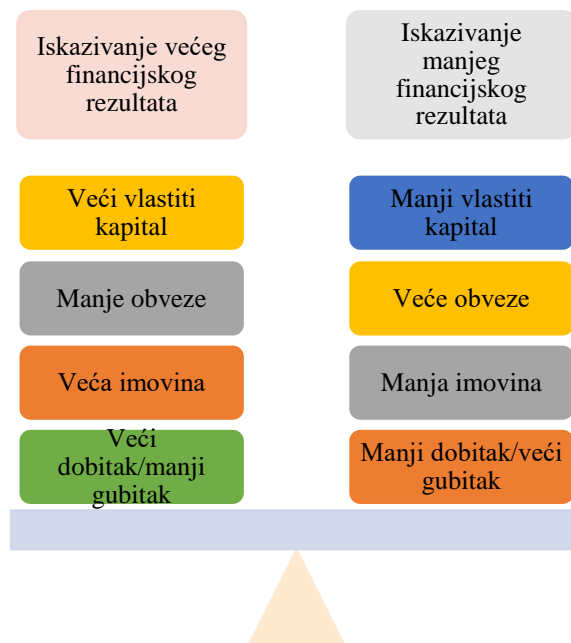 Iskazivanje većeg
financijskog
rezultata
Iskazivanje
manjeg
financijskog
rezultata
Veći vlastiti
kapital
Manji vlastiti
kapital
Manje obveze
Veće obveze
Veća imovina
Manja imovina
Veći
dobitak/manji
gubitak
Manji dobitak/veći
gubitak